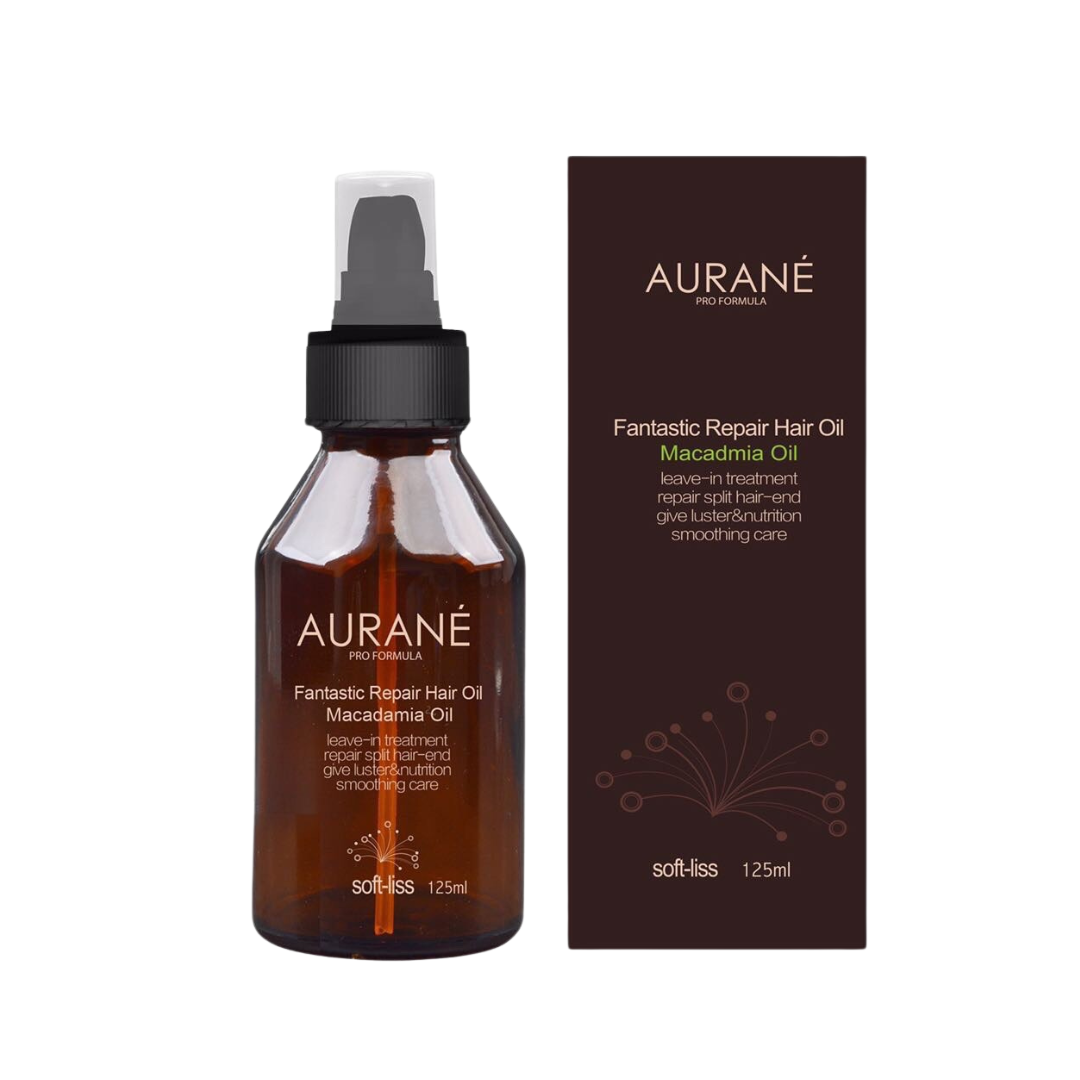 AURANÉ
PRO FORMULA
Fantastic Repair Hair Oil
Macadamia Oil
leave-in treatment
repair split hair-end
give luster&nutrition
smoothing care
soft-liss 125ml
AURANÉ
PRO FORMULA
Fantastic Repair Hair Oil
Macadmia Oil
leave-in treatment
repair split hair-end
give luster&nutrition
smoothing care
soft-liss 125ml